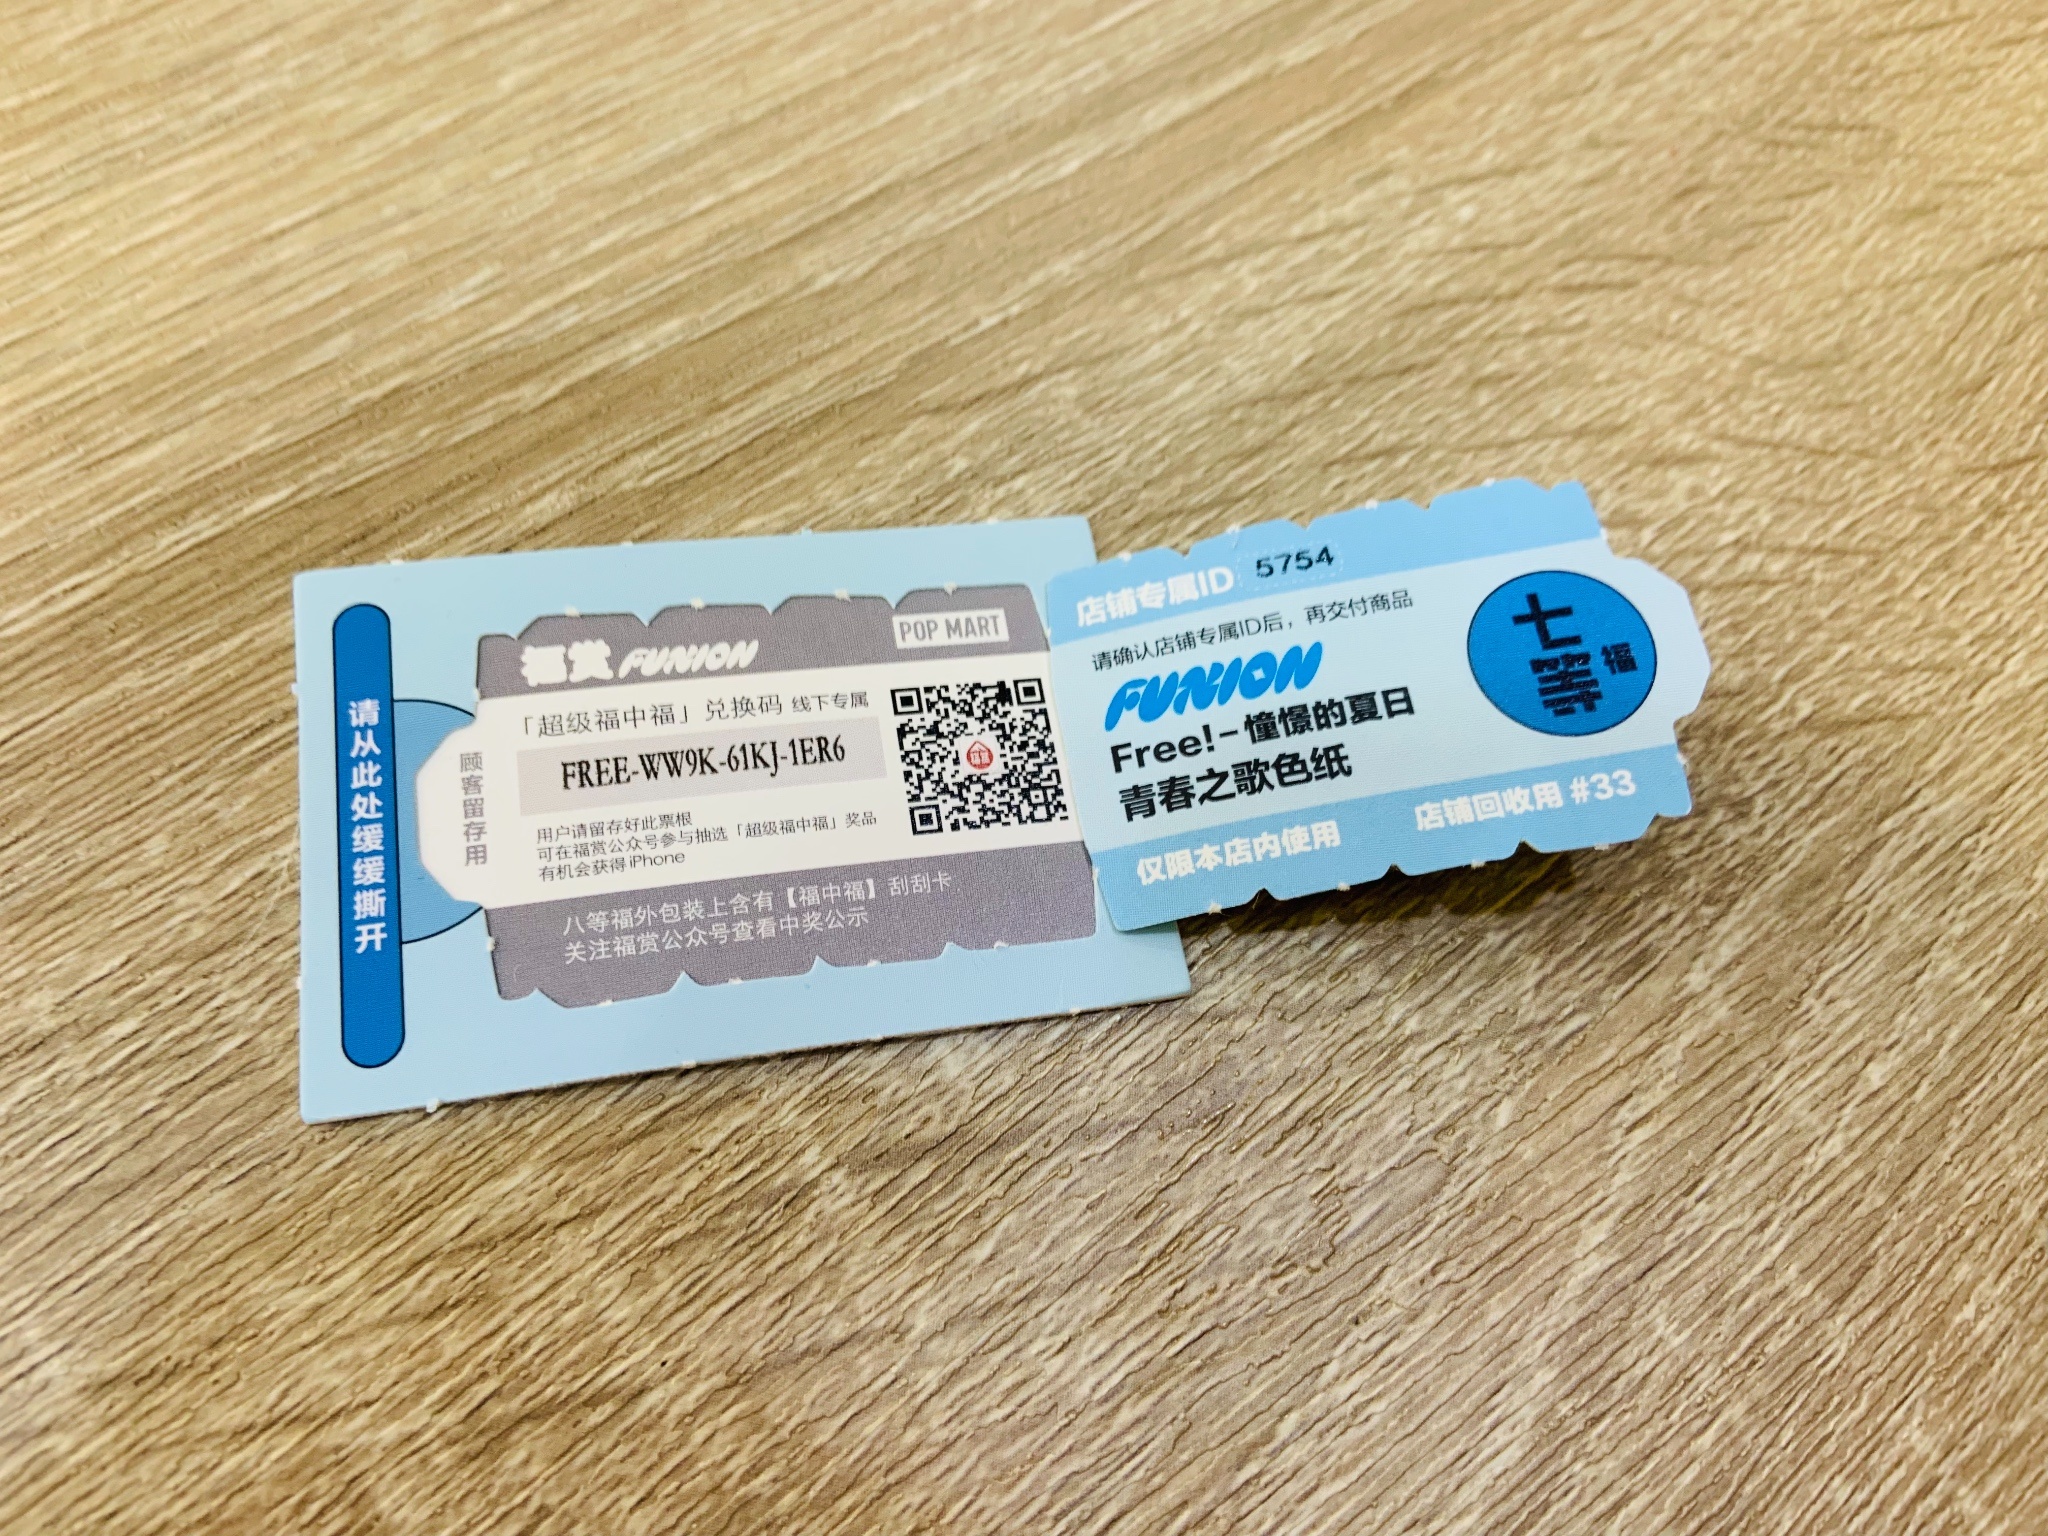 请从此处缓缓撕开
顾客留存用
福赏 FUNION
POP MART
「超级福中福」兑换码 线下专属
FREE-WW9K-61KJ-1ER6
用户请留存好此票根
可在福赏公众号参与抽选「超级福中福」奖品
有机会获得iPhone
八等福外包装上含有【福中福】刮刮卡
关注福赏公众号查看中奖公示
店铺专属ID 5754
请确认店铺专属ID后，再交付商品
FUNION
Free!-憧憬的夏日
青春之歌色纸
七等福
仅限本店内使用
店铺回收用 #33